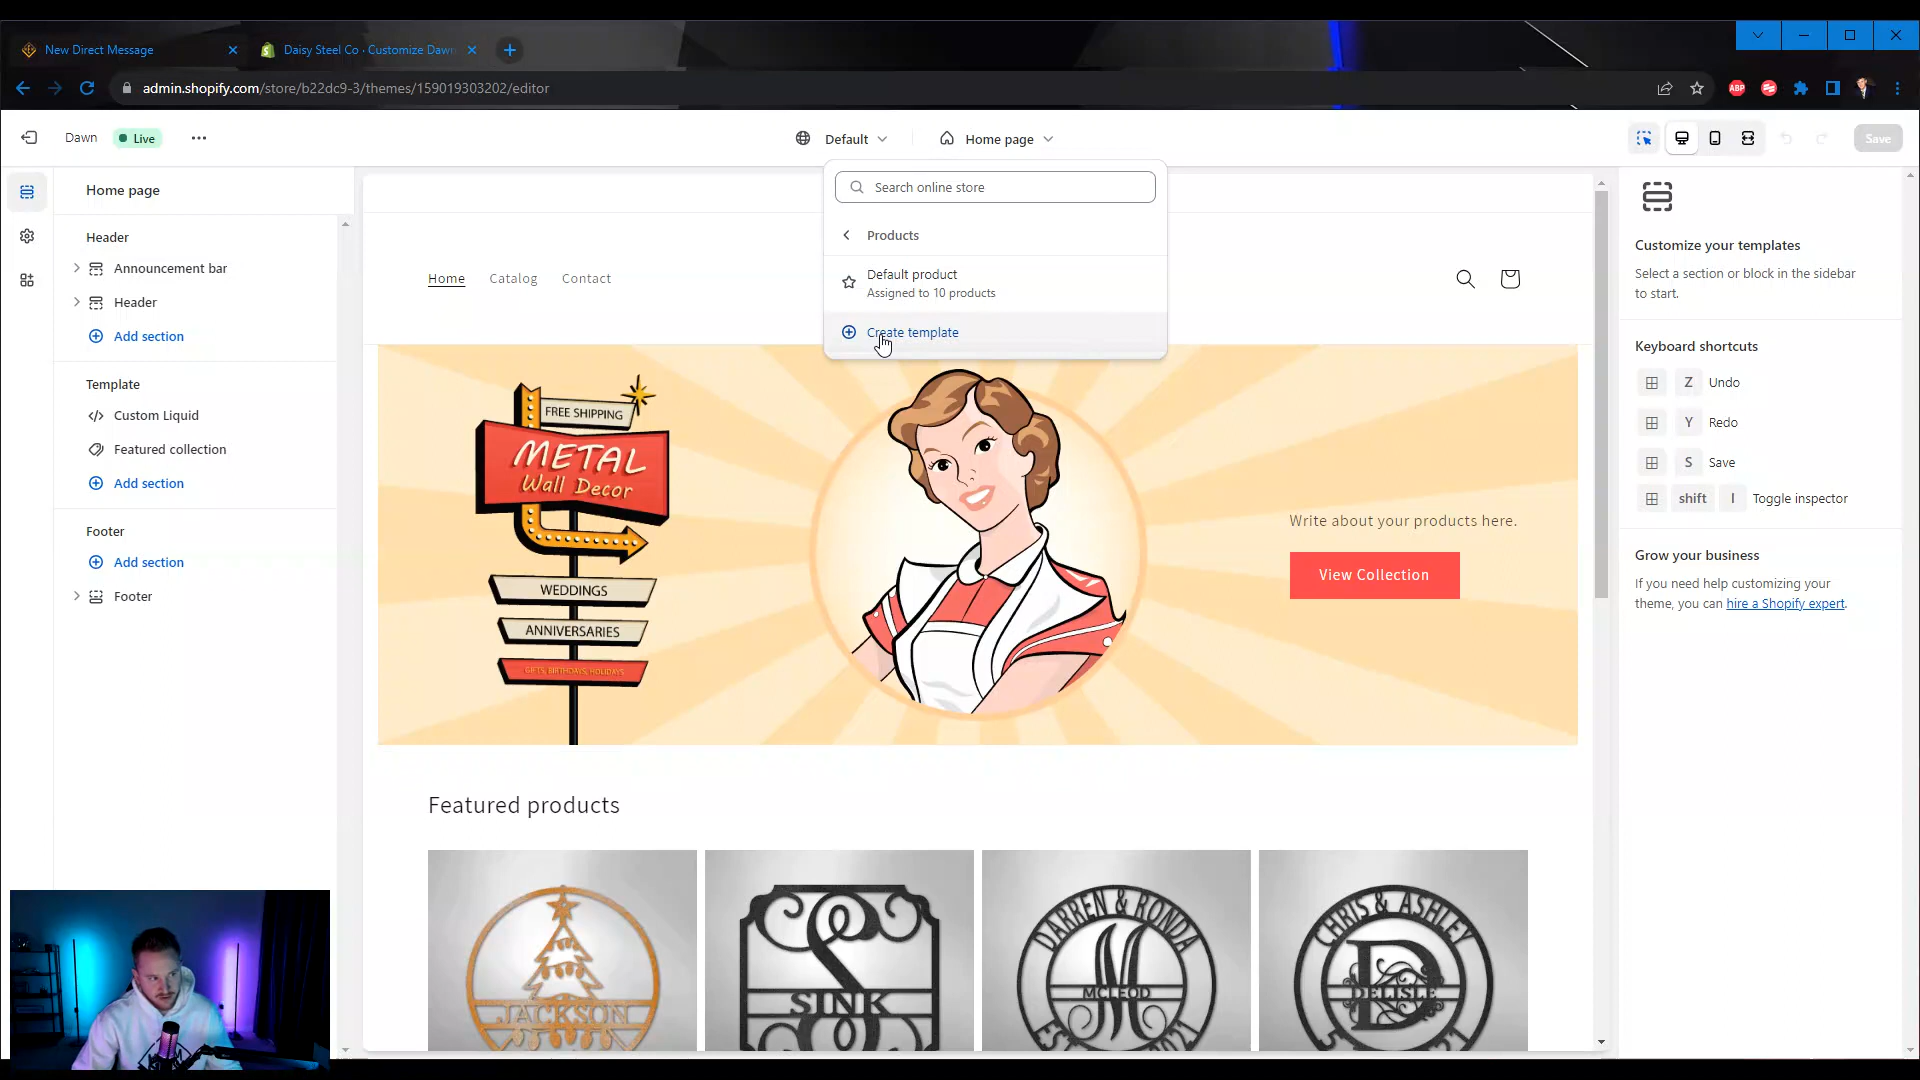 New Direct Message
Daisy Steel Co · Customize Dawn
admin.shopify.com/store/b22dc9-3/themes/159019303202/editor
ABP
Dawn
Live
Default
Home page
Save
Search online store
Products
Default product
Assigned to 10 products
Create template
Home page
Header
Announcement bar
Header
Add section
Template
Custom Liquid
Featured collection
Add section
Footer
Add section
Footer
Home
Catalog
Contact
FREE SHIPPING
METAL
Wall Decor
WEDDINGS
ANNIVERSARIES
GIFTS, BIRTHDAYS, HOLIDAYS
Write about your products here.
View Collection
Featured products
JACKSON
S
SINK
DARREN & RONDA
M
MCLEOD
CHRIS & ASHLEY
D
DELISLE
Customize your templates
Select a section or block in the sidebar
to start.
Keyboard shortcuts
Z
Undo
Y
Redo
S
Save
shift
I
Toggle inspector
Grow your business
If you need help customizing your
theme, you can hire a Shopify expert.